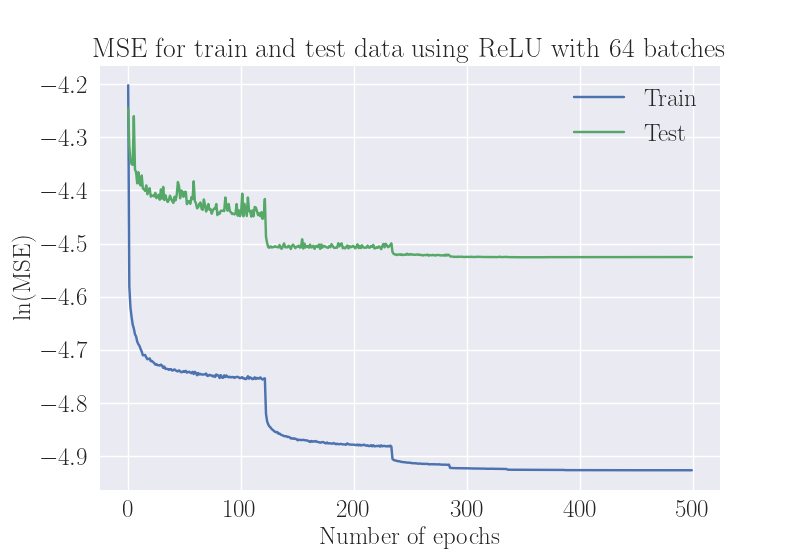 MSE for train and test data using ReLU with 64 batches
Train
Test
−4.2
−4.3
−4.4
−4.5
−4.6
−4.7
−4.8
−4.9
ln(MSE)
0
100
200
300
400
500
Number of epochs